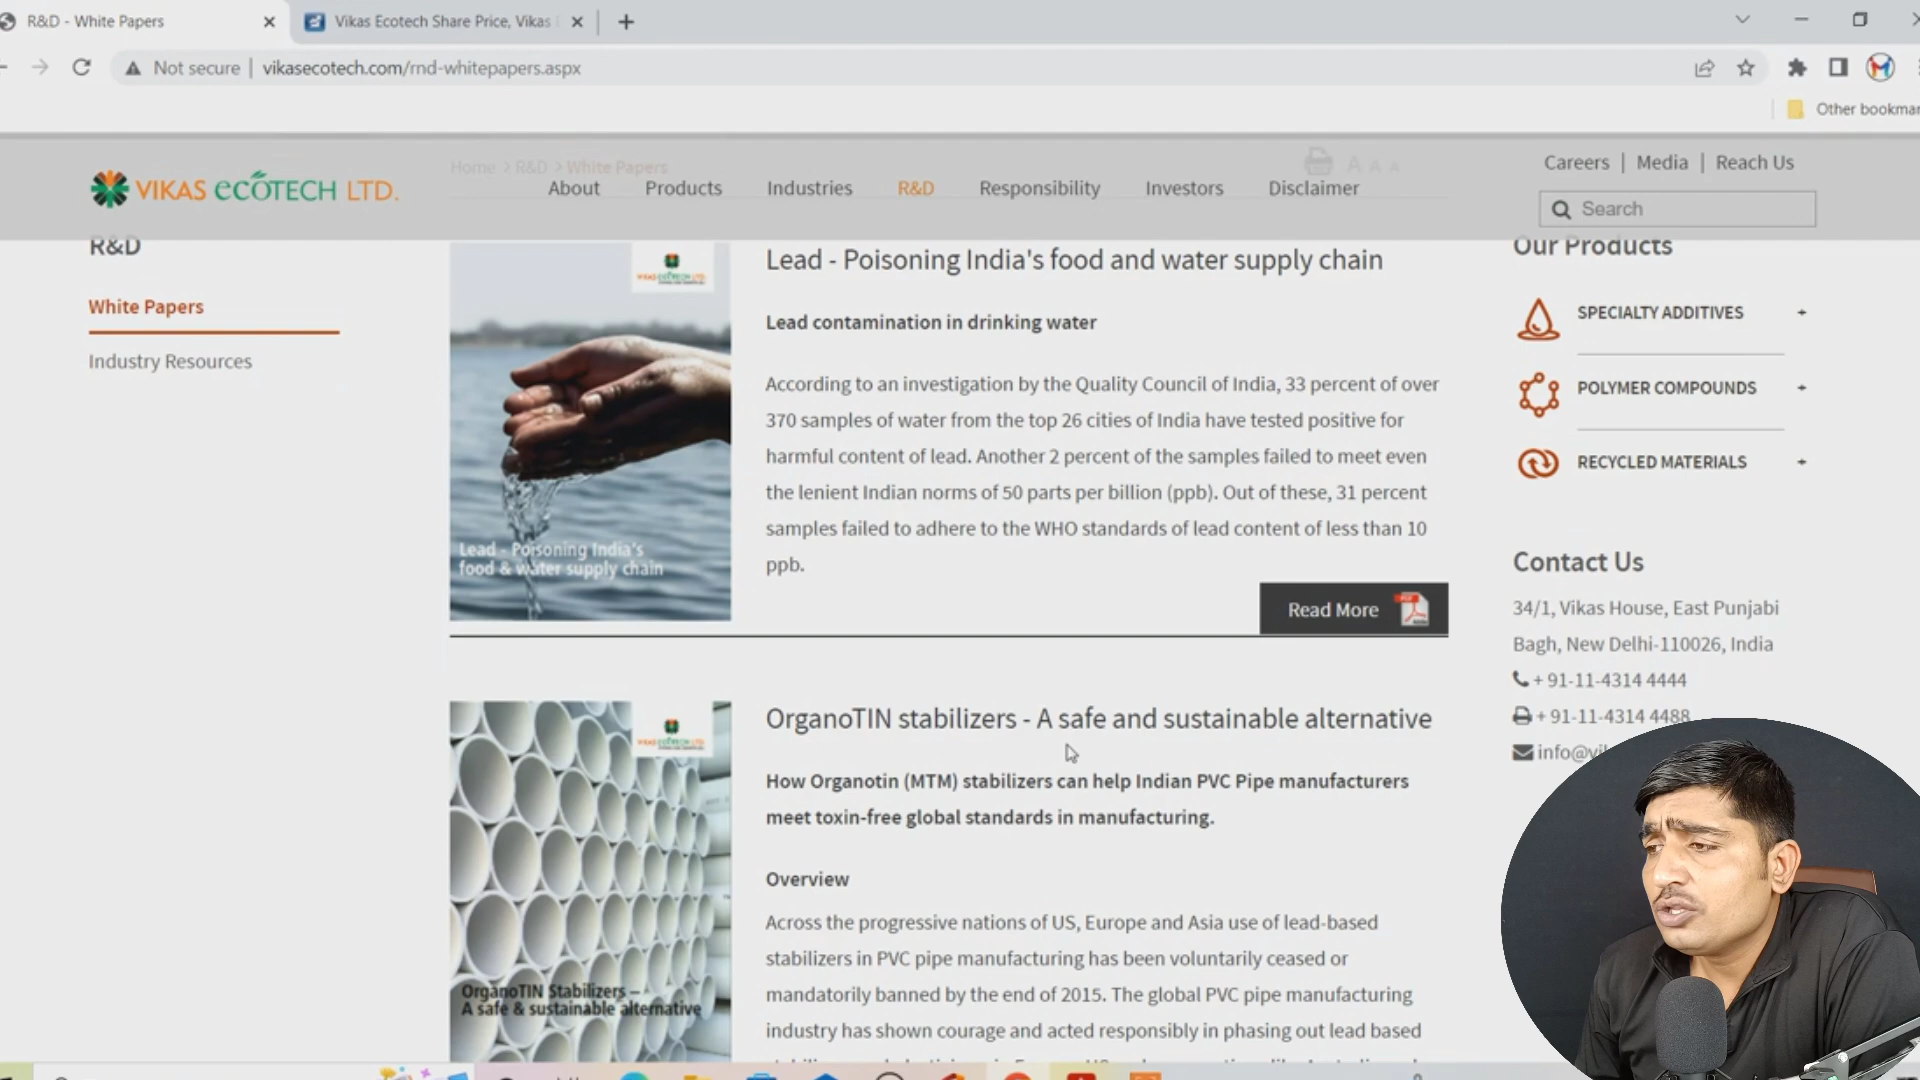 R&D - White Papers
Vikas Ecotech Share Price, Vikas
Not secure | vikasecotech.com/rnd-whitepapers.aspx
Other bookmar
Home > R&D > White Papers
A A A
Careers | Media | Reach Us
VIKAS ECOTECH LTD.
About Products Industries R&D Responsibility Investors Disclaimer
Search
R&D
White Papers
Industry Resources
VIKAS ECOTECH LTD.
Lead - Poisoning India's
food & water supply chain
Lead - Poisoning India's food and water supply chain
Lead contamination in drinking water
According to an investigation by the Quality Council of India, 33 percent of over
370 samples of water from the top 26 cities of India have tested positive for
harmful content of lead. Another 2 percent of the samples failed to meet even
the lenient Indian norms of 50 parts per billion (ppb). Out of these, 31 percent
samples failed to adhere to the WHO standards of lead content of less than 10
ppb.
Read More
VIKAS ECOTECH LTD.
OrganoTIN Stabilizers –
A safe & sustainable alternative
OrganoTIN stabilizers - A safe and sustainable alternative
How Organotin (MTM) stabilizers can help Indian PVC Pipe manufacturers
meet toxin-free global standards in manufacturing.
Overview
Across the progressive nations of US, Europe and Asia use of lead-based
stabilizers in PVC pipe manufacturing has been voluntarily ceased or
mandatorily banned by the end of 2015. The global PVC pipe manufacturing
industry has shown courage and acted responsibly in phasing out lead based
Our Products
SPECIALTY ADDITIVES +
POLYMER COMPOUNDS +
RECYCLED MATERIALS +
Contact Us
34/1, Vikas House, East Punjabi
Bagh, New Delhi-110026, India
+ 91-11-4314 4444
+ 91-11-4314 4488
info@vi